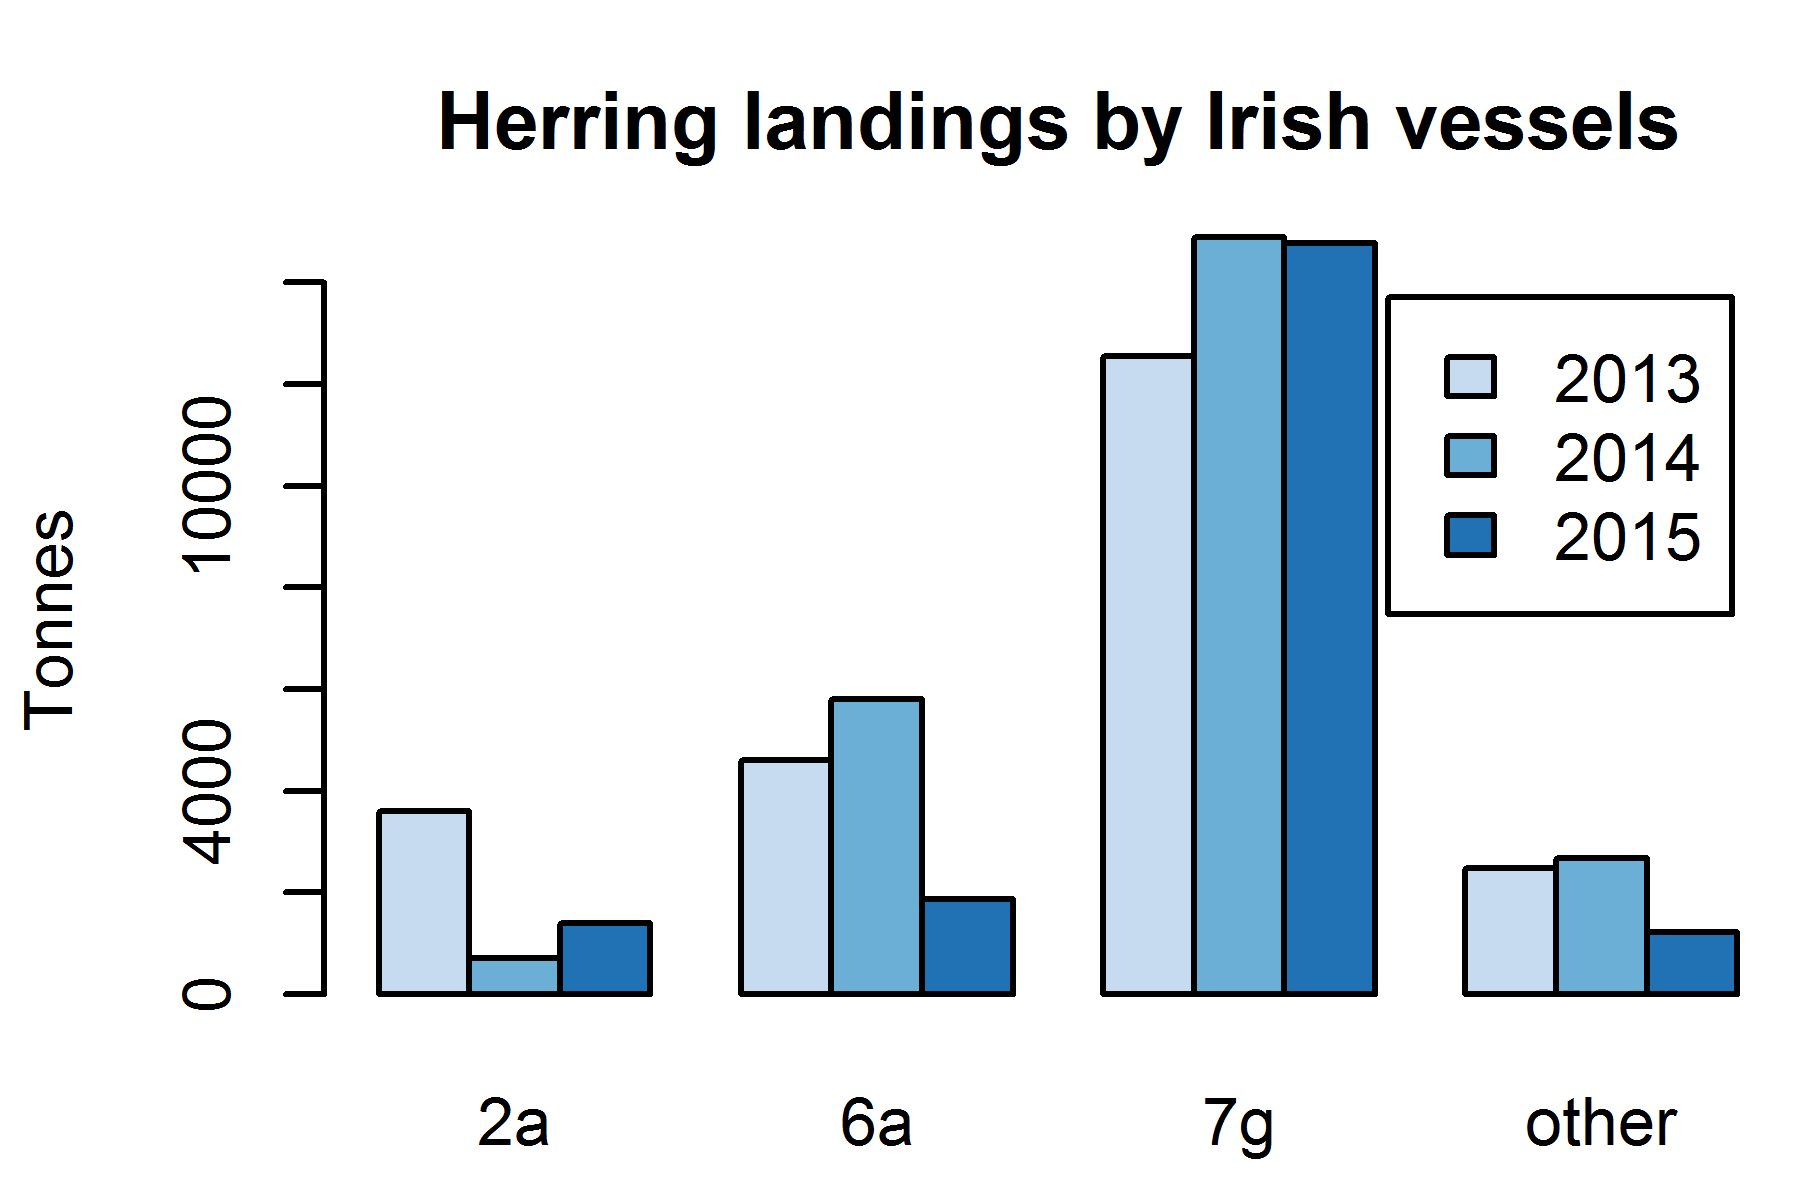 Herring landings by Irish vessels
Tonnes
10000
4000
0
2013
2014
2015
2a
6a
7g
other